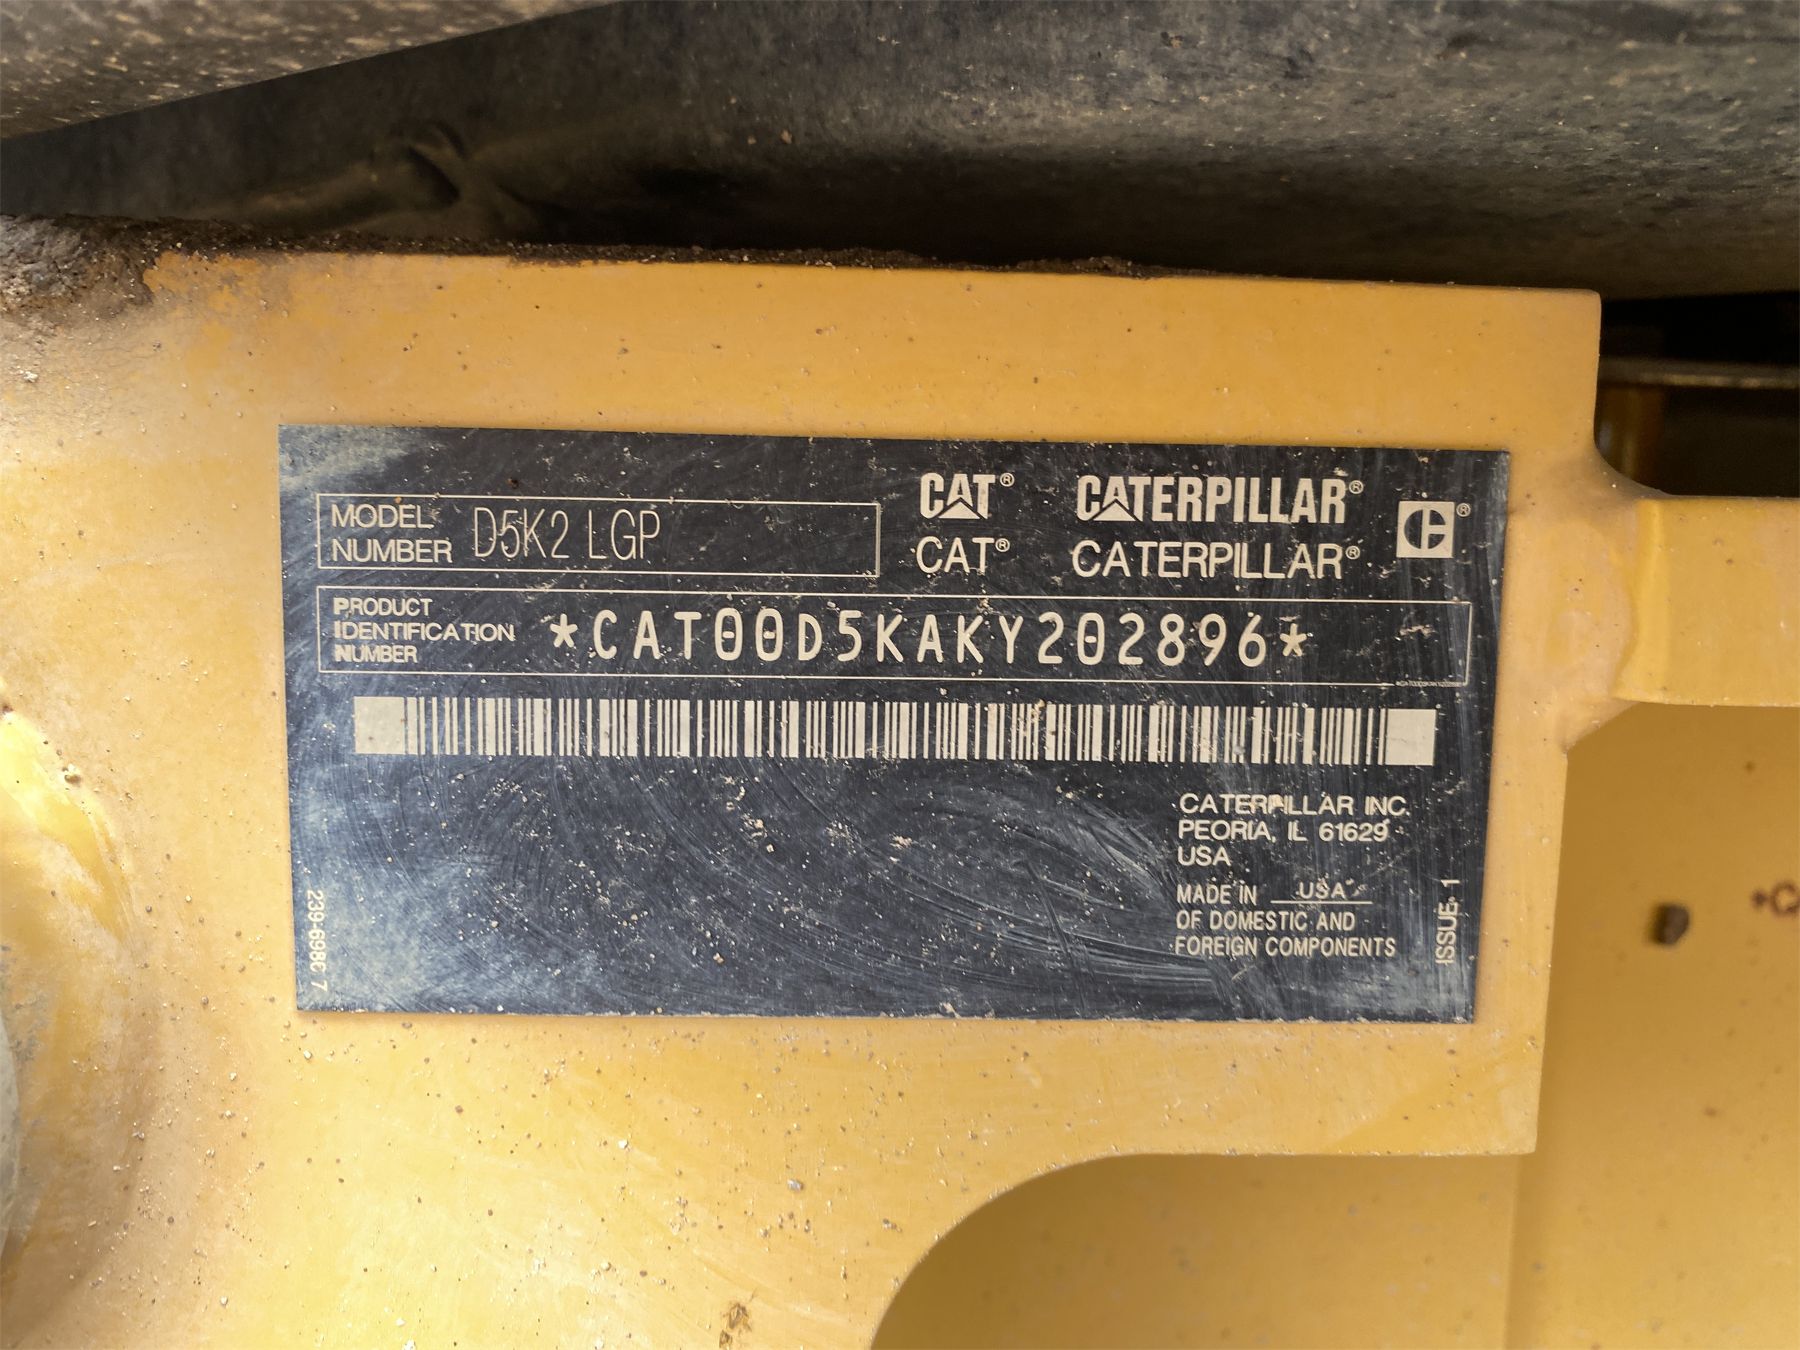 MODEL NUMBER D5K2 LGP
CAT® CATERPILLAR®
CAT® CATERPILLAR® ®
PRODUCT IDENTIFICATION NUMBER *CAT00D5KAKY202896*
CATERPILLAR INC.
PEORIA, IL 61629
USA
MADE IN USA
OF DOMESTIC AND
FOREIGN COMPONENTS
239-698C 7
ISSUE 1